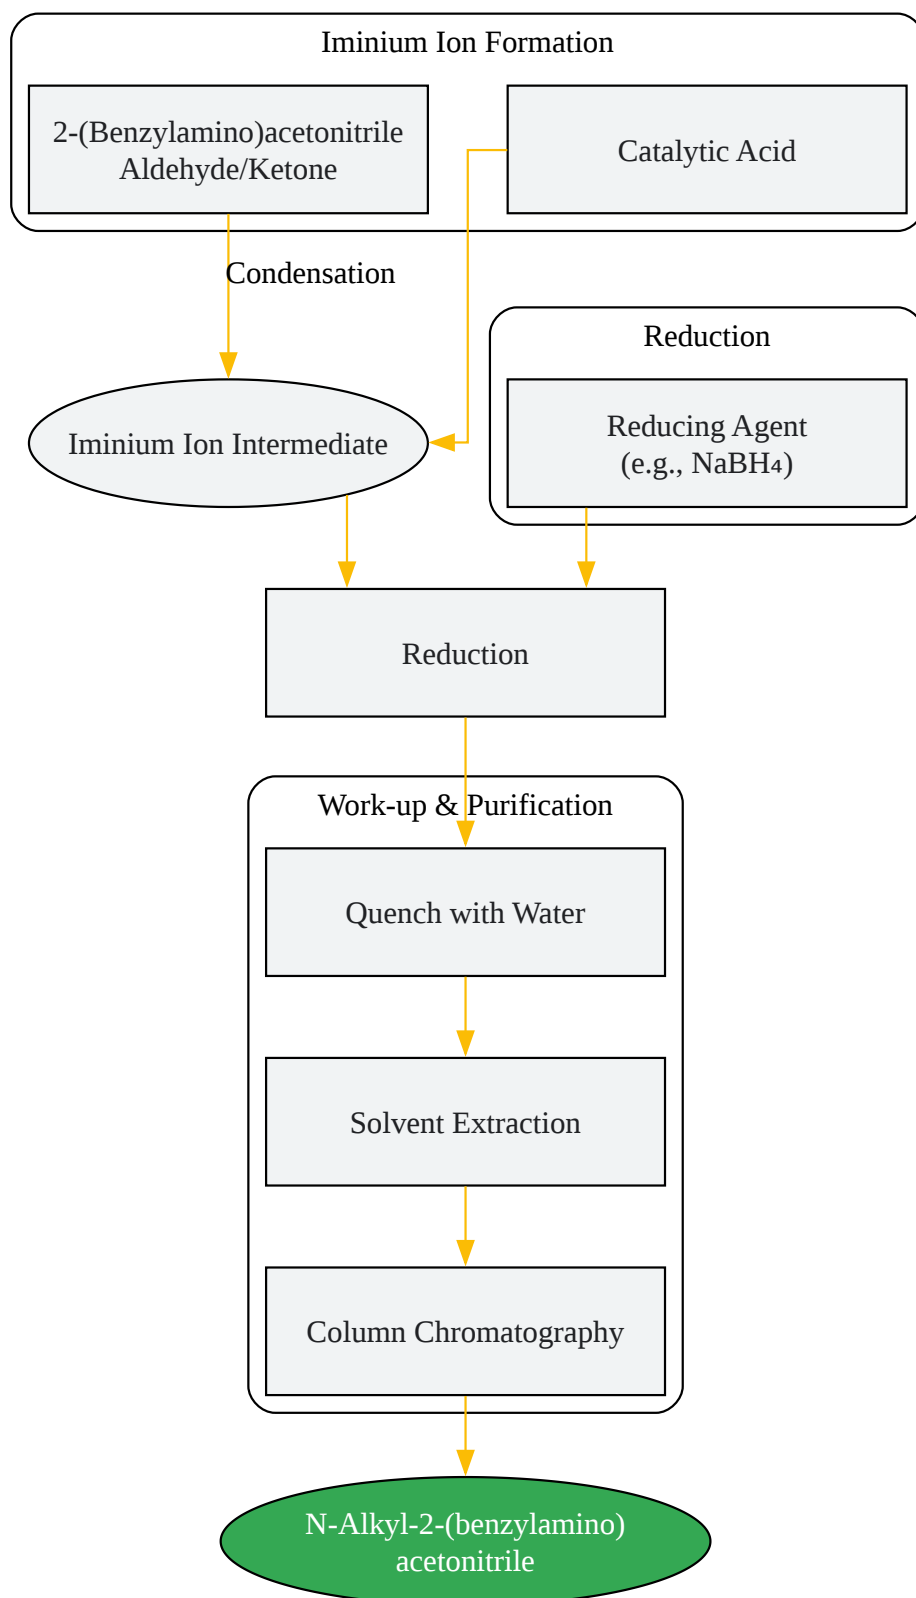 Iminium Ion Formation
2-(Benzylamino)acetonitrile
Aldehyde/Ketone
Catalytic Acid
Condensation
Reduction
Iminium Ion Intermediate
Reducing Agent
(e.g., NaBH₄)
Reduction
Work-up & Purification
Quench with Water
Solvent Extraction
Column Chromatography
N-Alkyl-2-(benzylamino)
acetonitrile